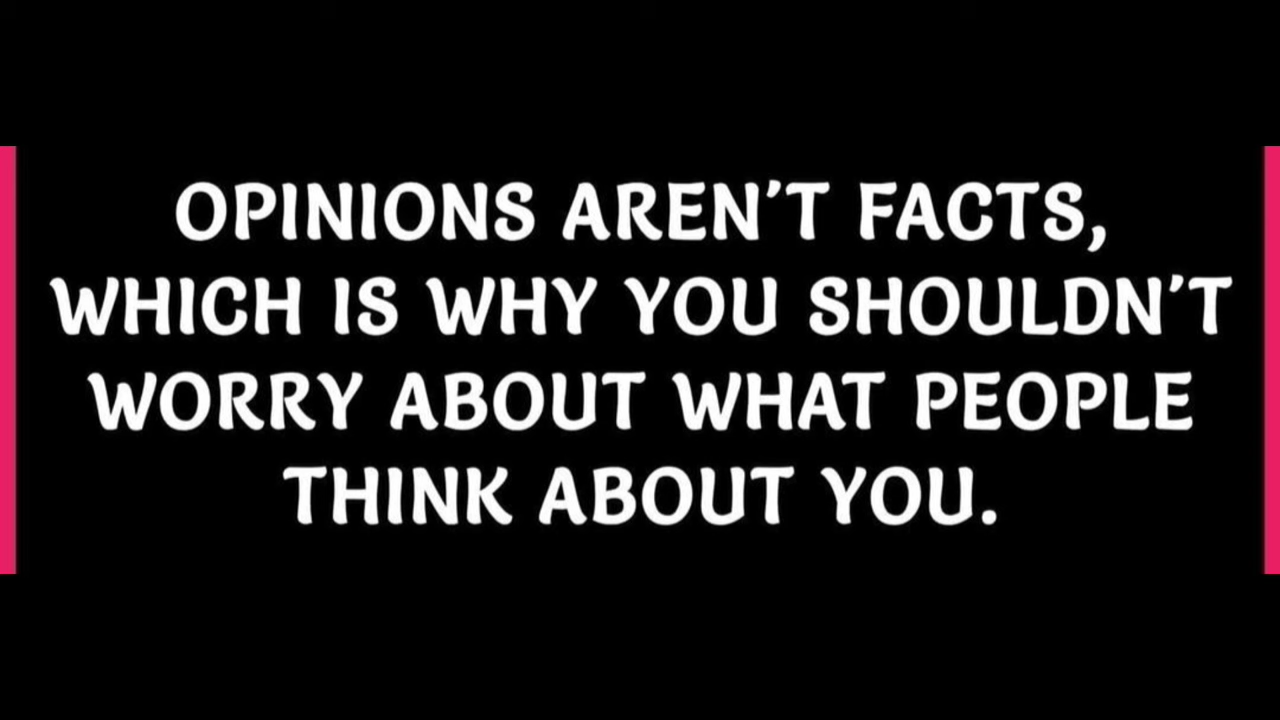 OPINIONS AREN'T FACTS,
WHICH IS WHY YOU SHOULDN'T
WORRY ABOUT WHAT PEOPLE
THINK ABOUT YOU.